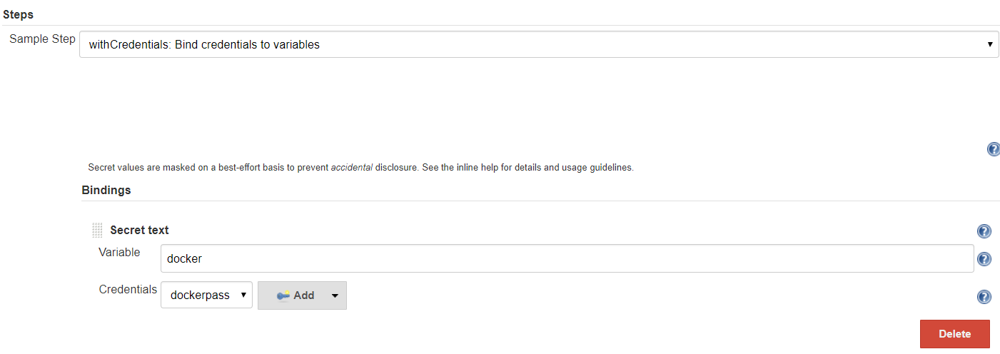 Steps
Sample Step withCredentials: Bind credentials to variables
Secret values are masked on a best-effort basis to prevent accidental disclosure. See the inline help for details and usage guidelines.
Bindings
Secret text
Variable docker
Credentials dockerpass Add
Delete